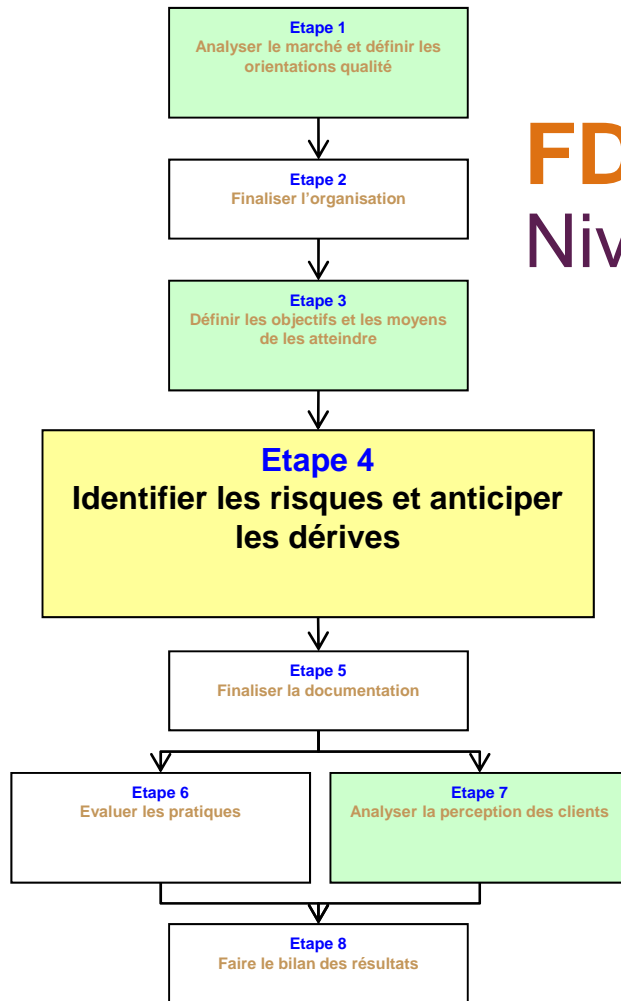 Etape 1
Analyser le marché et définir les
orientations qualité
FD
Niv
Etape 2
Finaliser l'organisation
Etape 3
Définir les objectifs et les moyens
de les atteindre
Etape 4
Identifier les risques et anticiper
les dérives
Etape 5
Finaliser la documentation
Etape 6
Evaluer les pratiques
Etape 7
Analyser la perception des clients
Etape 8
Faire le bilan des résultats